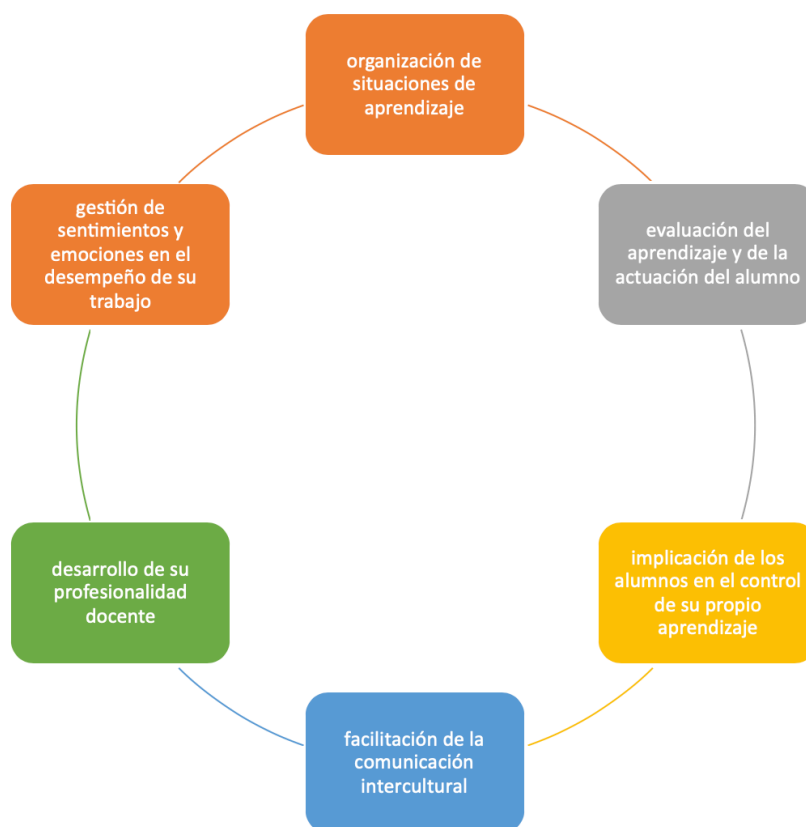 organización de
situaciones de
aprendizaje
evaluación del
aprendizaje y de la
actuación del alumno
implicación de los
alumnos en el control
de su propio
aprendizaje
facilitación de la
comunicación
intercultural
desarrollo de su
profesionalidad
docente
gestión de
sentimientos y
emociones en el
desempeño de su
trabajo